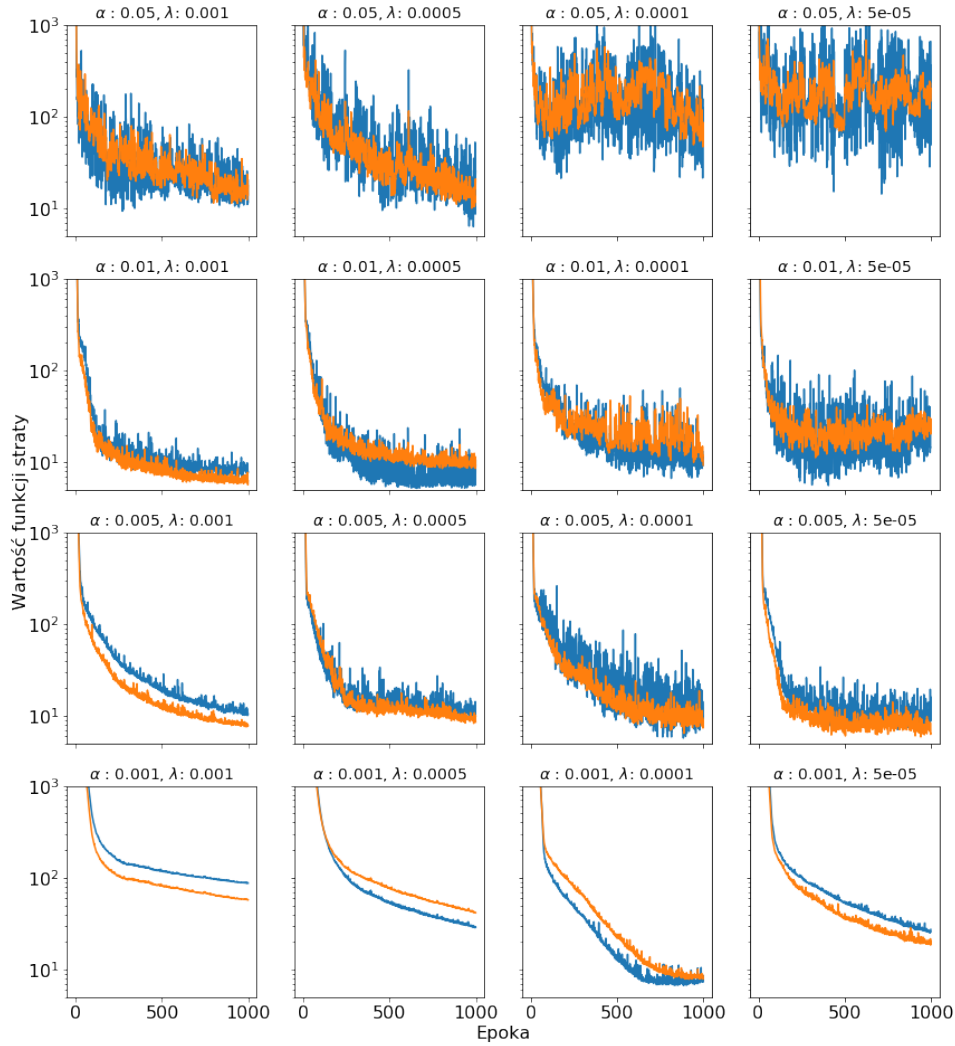 α : 0.05, λ: 0.001
α : 0.05, λ: 0.0005
α : 0.05, λ: 0.0001
α : 0.05, λ: 5e-05
10³
10²
10¹
α : 0.01, λ: 0.001
α : 0.01, λ: 0.0005
α : 0.01, λ: 0.0001
α : 0.01, λ: 5e-05
10³
10²
10¹
Wartość funkcji straty
α : 0.005, λ: 0.001
α : 0.005, λ: 0.0005
α : 0.005, λ: 0.0001
α : 0.005, λ: 5e-05
10³
10²
10¹
α : 0.001, λ: 0.001
α : 0.001, λ: 0.0005
α : 0.001, λ: 0.0001
α : 0.001, λ: 5e-05
10³
10²
10¹
0 500 1000
0 500 1000
0 500 1000
0 500 1000
Epoka